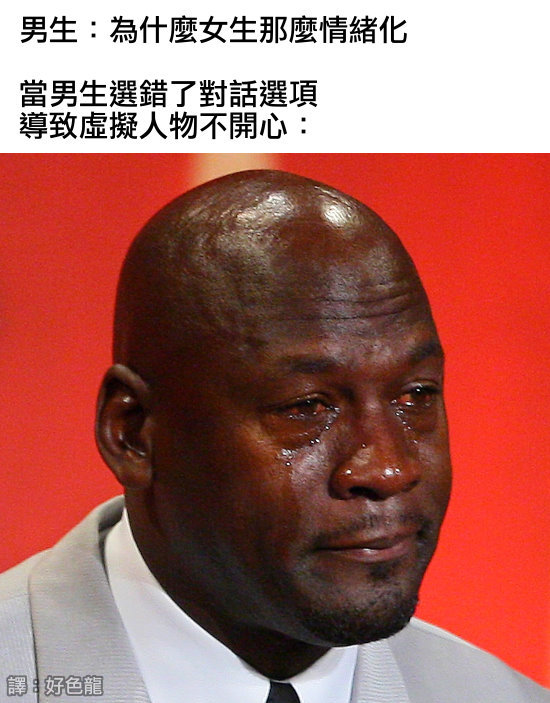 男生：為什麼女生那麼情緒化
當男生選錯了對話選項
導致虛擬人物不開心：
譯：好色龍